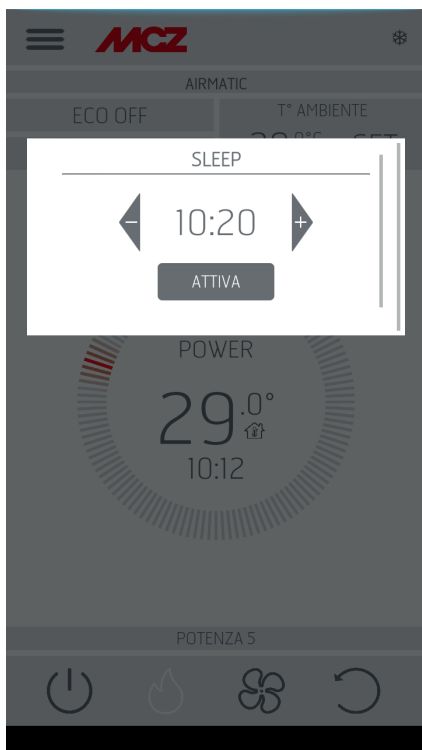 MCZ
AIRMATIC
ECO OFF
T° AMBIENTE
SLEEP
- 10:20 +
ATTIVA
POWER
29.0°
10:12
POTENZA 5